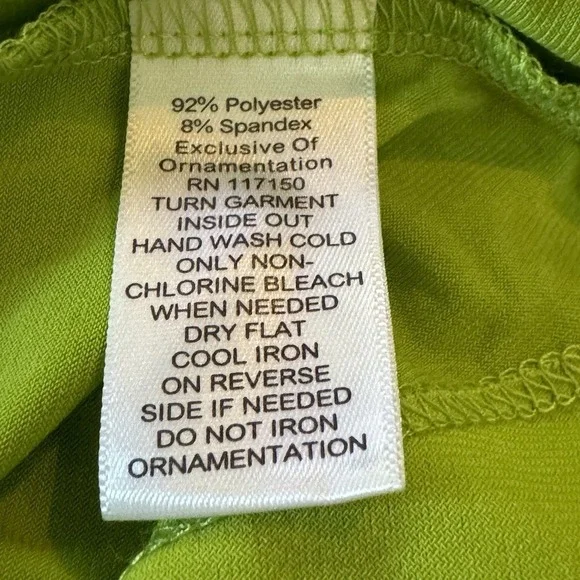 92% Polyester
8% Spandex
Exclusive Of
Ornamentation
RN 117150
TURN GARMENT
INSIDE OUT
HAND WASH COLD
ONLY NON-
CHLORINE BLEACH
WHEN NEEDED
DRY FLAT
COOL IRON
ON REVERSE
SIDE IF NEEDED
DO NOT IRON
ORNAMENTATION